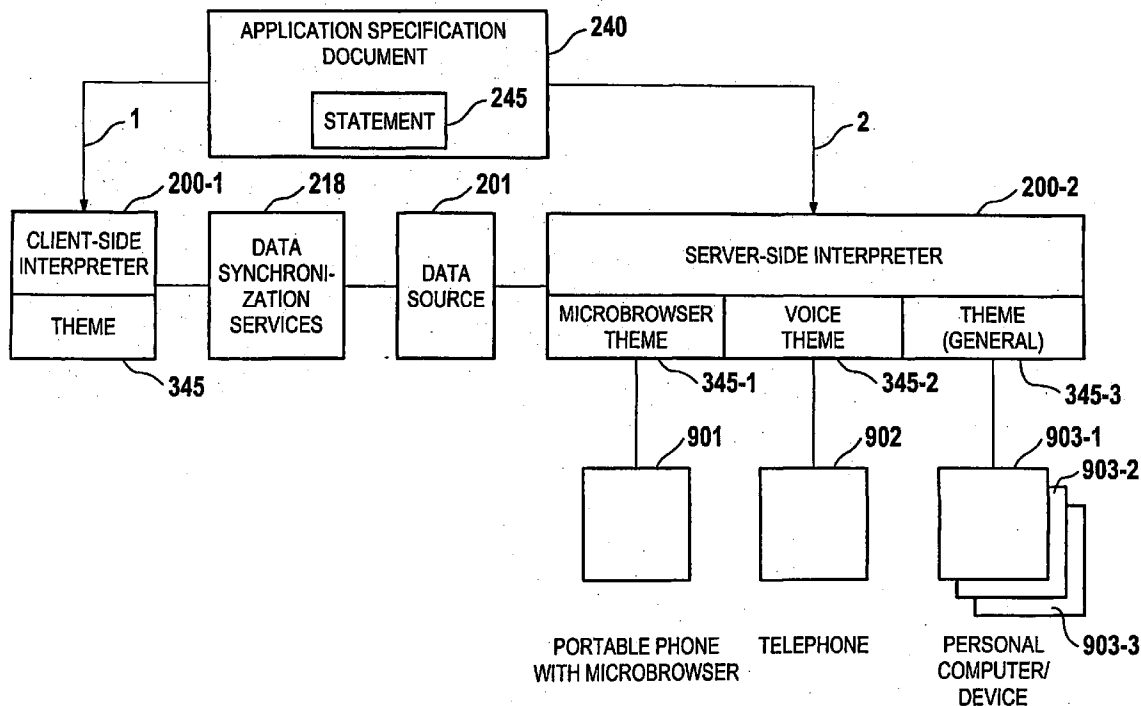 APPLICATION SPECIFICATION
DOCUMENT
240
STATEMENT
245
1
2
200-1
218
201
200-2
CLIENT-SIDE
INTERPRETER
THEME
345
DATA
SYNCHRONI-
ZATION
SERVICES
DATA
SOURCE
SERVER-SIDE INTERPRETER
MICROBROWSER
THEME
VOICE
THEME
THEME
(GENERAL)
345-1
345-2
345-3
901
902
903-1
903-2
903-3
PORTABLE PHONE
WITH MICROBROWSER
TELEPHONE
PERSONAL
COMPUTER/
DEVICE